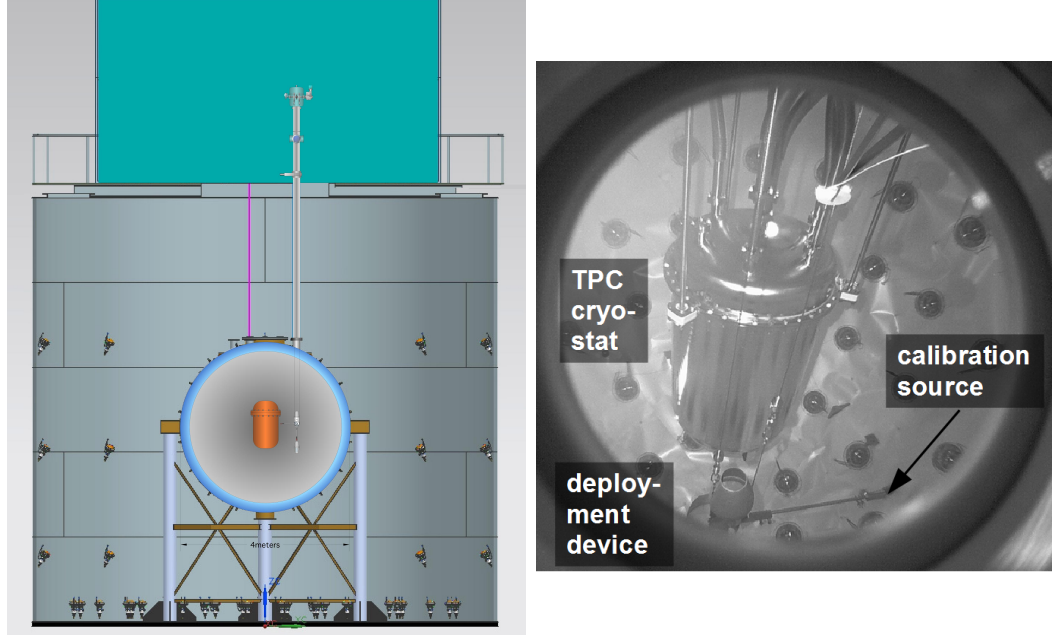 4meters
TPC
cryo-
stat
calibration
source
deploy-
ment
device